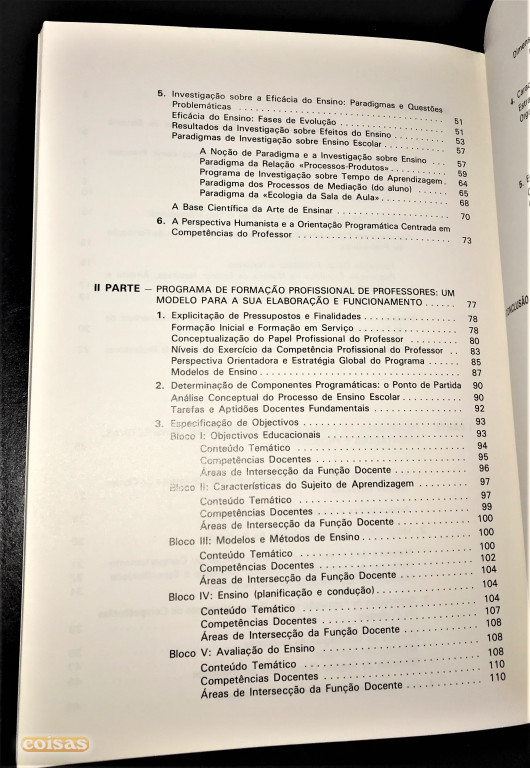 5. Investigação sobre a Eficácia do Ensino: Paradigmas e Questões
Problemáticas 51
Eficácia do Ensino: Fases de Evolução 51
Resultados da Investigação sobre Efeitos do Ensino 53
Paradigmas de Investigação sobre Ensino Escolar 57
A Noção de Paradigma e a Investigação sobre Ensino 57
Paradigma da Relação «Processos-Produtos» 59
Programa de Investigação sobre Tempo de Aprendizagem 64
Paradigma dos Processos de Mediação (do aluno) 65
Paradigma da «Ecologia da Sala de Aula» 68
A Base Científica da Arte de Ensinar 70
6. A Perspectiva Humanista e a Orientação Programática Centrada em
Competências do Professor 73
II PARTE — PROGRAMA DE FORMAÇÃO PROFISSIONAL DE PROFESSORES: UM
MODELO PARA A SUA ELABORAÇÃO E FUNCIONAMENTO 77
1. Explicitação de Pressupostos e Finalidades 78
Formação Inicial e Formação em Serviço 78
Conceptualização do Papel Profissional do Professor 80
Níveis do Exercício da Competência Profissional do Professor 83
Perspectiva Orientadora e Estratégia Global do Programa 85
Modelos de Ensino 87
2. Determinação de Componentes Programáticas: o Ponto de Partida 90
Análise Conceptual do Processo de Ensino Escolar 90
Tarefas e Aptidões Docentes Fundamentais 92
3. Especificação de Objectivos 93
Bloco I: Objectivos Educacionais 93
Conteúdo Temático 94
Competências Docentes 95
Áreas de Intersecção da Função Docente 96
Bloco II: Características do Sujeito de Aprendizagem 97
Conteúdo Temático 97
Competências Docentes 99
Áreas de Intersecção da Função Docente 100
Bloco III: Modelos e Métodos de Ensino 100
Conteúdo Temático 100
Competências Docentes 102
Áreas de Intersecção da Função Docente 104
Bloco IV: Ensino (planificação e condução) 104
Conteúdo Temático 104
Competências Docentes 107
Áreas de Intersecção da Função Docente 108
Bloco V: Avaliação do Ensino 108
Conteúdo Temático 108
Competências Docentes 110
Áreas de Intersecção da Função Docente 110
4.
5.
coisas